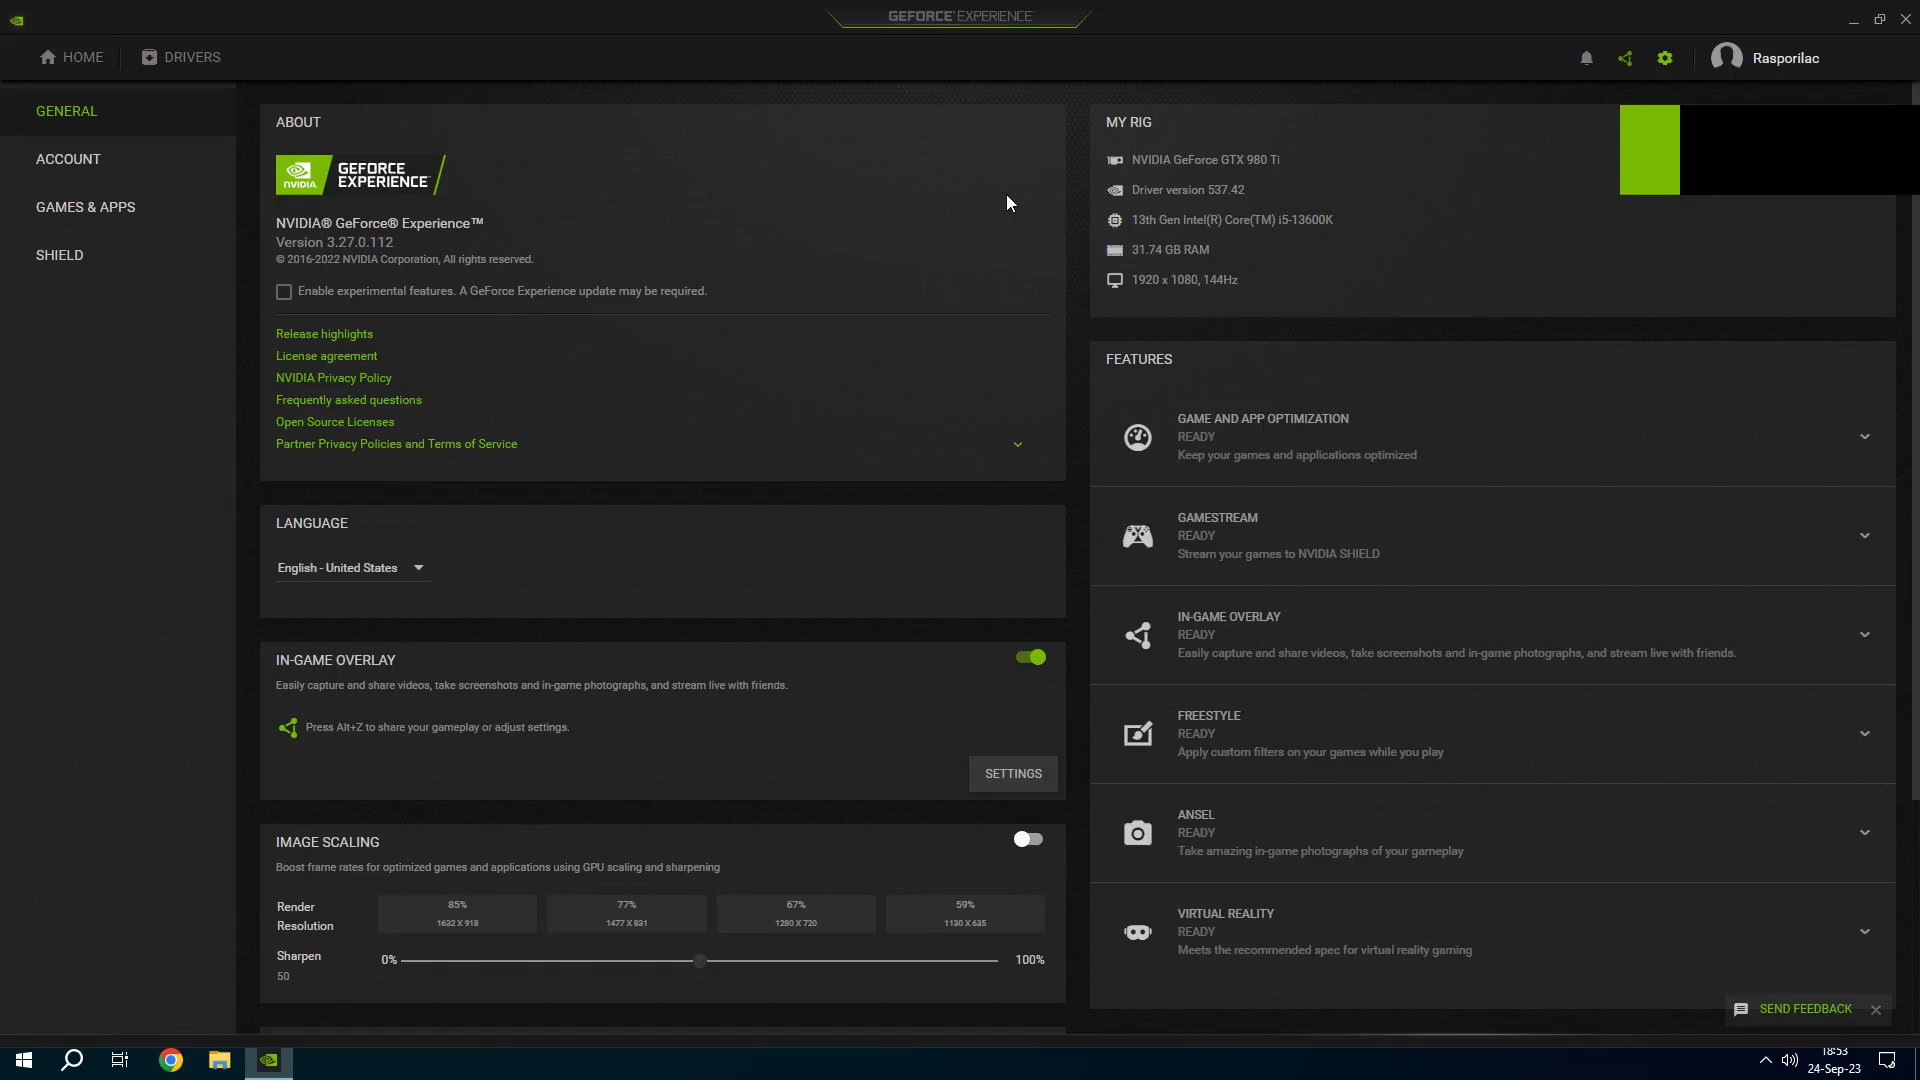 GEFORCE EXPERIENCE
HOME
DRIVERS
Rasporilac
GENERAL
ACCOUNT
GAMES & APPS
SHIELD
ABOUT
NVIDIA
GEFORCE
EXPERIENCE
NVIDIA® GeForce® Experience™
Version 3.27.0.112
© 2016-2022 NVIDIA Corporation, All rights reserved.
Enable experimental features. A GeForce Experience update may be required.
Release highlights
License agreement
NVIDIA Privacy Policy
Frequently asked questions
Open Source Licenses
Partner Privacy Policies and Terms of Service
LANGUAGE
English - United States
IN-GAME OVERLAY
Easily capture and share videos, take screenshots and in-game photographs, and stream live with friends.
Press Alt+Z to share your gameplay or adjust settings.
SETTINGS
IMAGE SCALING
Boost frame rates for optimized games and applications using GPU scaling and sharpening
Render
Resolution
85%
1632 X 918
77%
1477 X 831
67%
1280 X 720
59%
1130 X 635
Sharpen
50
0%
100%
MY RIG
NVIDIA GeForce GTX 980 Ti
Driver version 537.42
13th Gen Intel(R) Core(TM) i5-13600K
31.74 GB RAM
1920 x 1080, 144Hz
FEATURES
GAME AND APP OPTIMIZATION
READY
Keep your games and applications optimized
GAMESTREAM
READY
Stream your games to NVIDIA SHIELD
IN-GAME OVERLAY
READY
Easily capture and share videos, take screenshots and in-game photographs, and stream live with friends.
FREESTYLE
READY
Apply custom filters on your games while you play
ANSEL
READY
Take amazing in-game photographs of your gameplay
VIRTUAL REALITY
READY
Meets the recommended spec for virtual reality gaming
SEND FEEDBACK
18:53
24-Sep-23